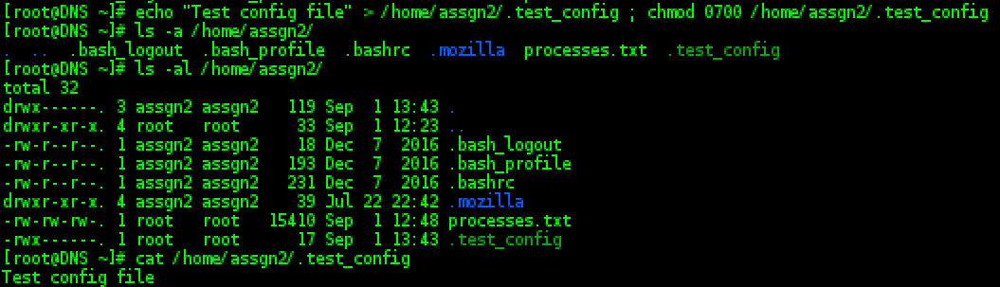 [root@DNS ~]# echo "Test config file" > /home/assgn2/.test_config ; chmod 0700 /home/assgn2/.test_config
[root@DNS ~]# ls -a /home/assgn2/
.  ..  .bash_logout  .bash_profile  .bashrc  .mozilla  processes.txt  .test_config
[root@DNS ~]# ls -al /home/assgn2/
total 32
drwx------. 3 assgn2 assgn2   119 Sep  1 13:43 .
drwxr-xr-x. 4 root   root      33 Sep  1 12:23 ..
-rw-r--r--. 1 assgn2 assgn2    18 Dec  7  2016 .bash_logout
-rw-r--r--. 1 assgn2 assgn2   193 Dec  7  2016 .bash_profile
-rw-r--r--. 1 assgn2 assgn2   231 Dec  7  2016 .bashrc
drwxr-xr-x. 4 assgn2 assgn2    39 Jul 22 22:42 .mozilla
-rw-rw-rw-. 1 root   root   15410 Sep  1 12:48 processes.txt
-rwx------. 1 root   root      17 Sep  1 13:43 .test_config
[root@DNS ~]# cat /home/assgn2/.test_config
Test config file